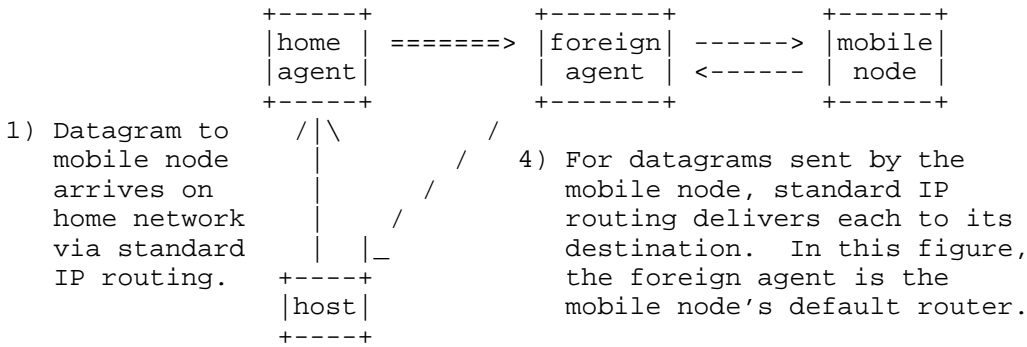 +-----+          +-------+         +------+
|home | =======> |foreign| ------> |mobile|
|agent|          | agent | <------ | node |
+-----+          +-------+         +------+
1) Datagram to    /|\         /
mobile node     |         /   4) For datagrams sent by the
arrives on      |       /        mobile node, standard IP
home network    |     /          routing delivers each to its
via standard    |  |_            destination.  In this figure,
IP routing.   +----+             the foreign agent is the
|host|             mobile node's default router.
+----+